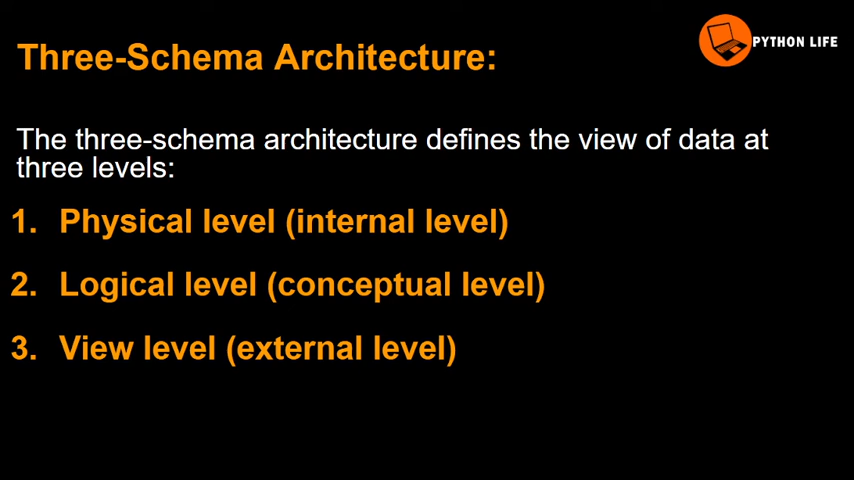 Three-Schema Architecture:
PYTHON LIFE
The three-schema architecture defines the view of data at
three levels:
1. Physical level (internal level)
2. Logical level (conceptual level)
3. View level (external level)